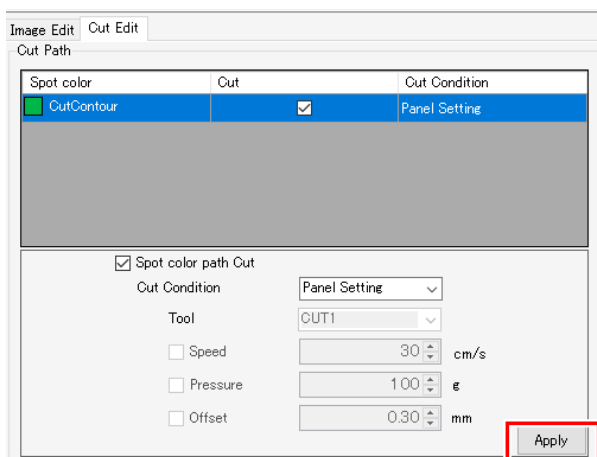 Image Edit Cut Edit
Cut Path
Spot color Cut Cut Condition
CutContour Panel Setting
Spot color path Cut
Cut Condition Panel Setting
Tool CUT1
Speed 30 cm/s
Pressure 100 g
Offset 0.30 mm
Apply